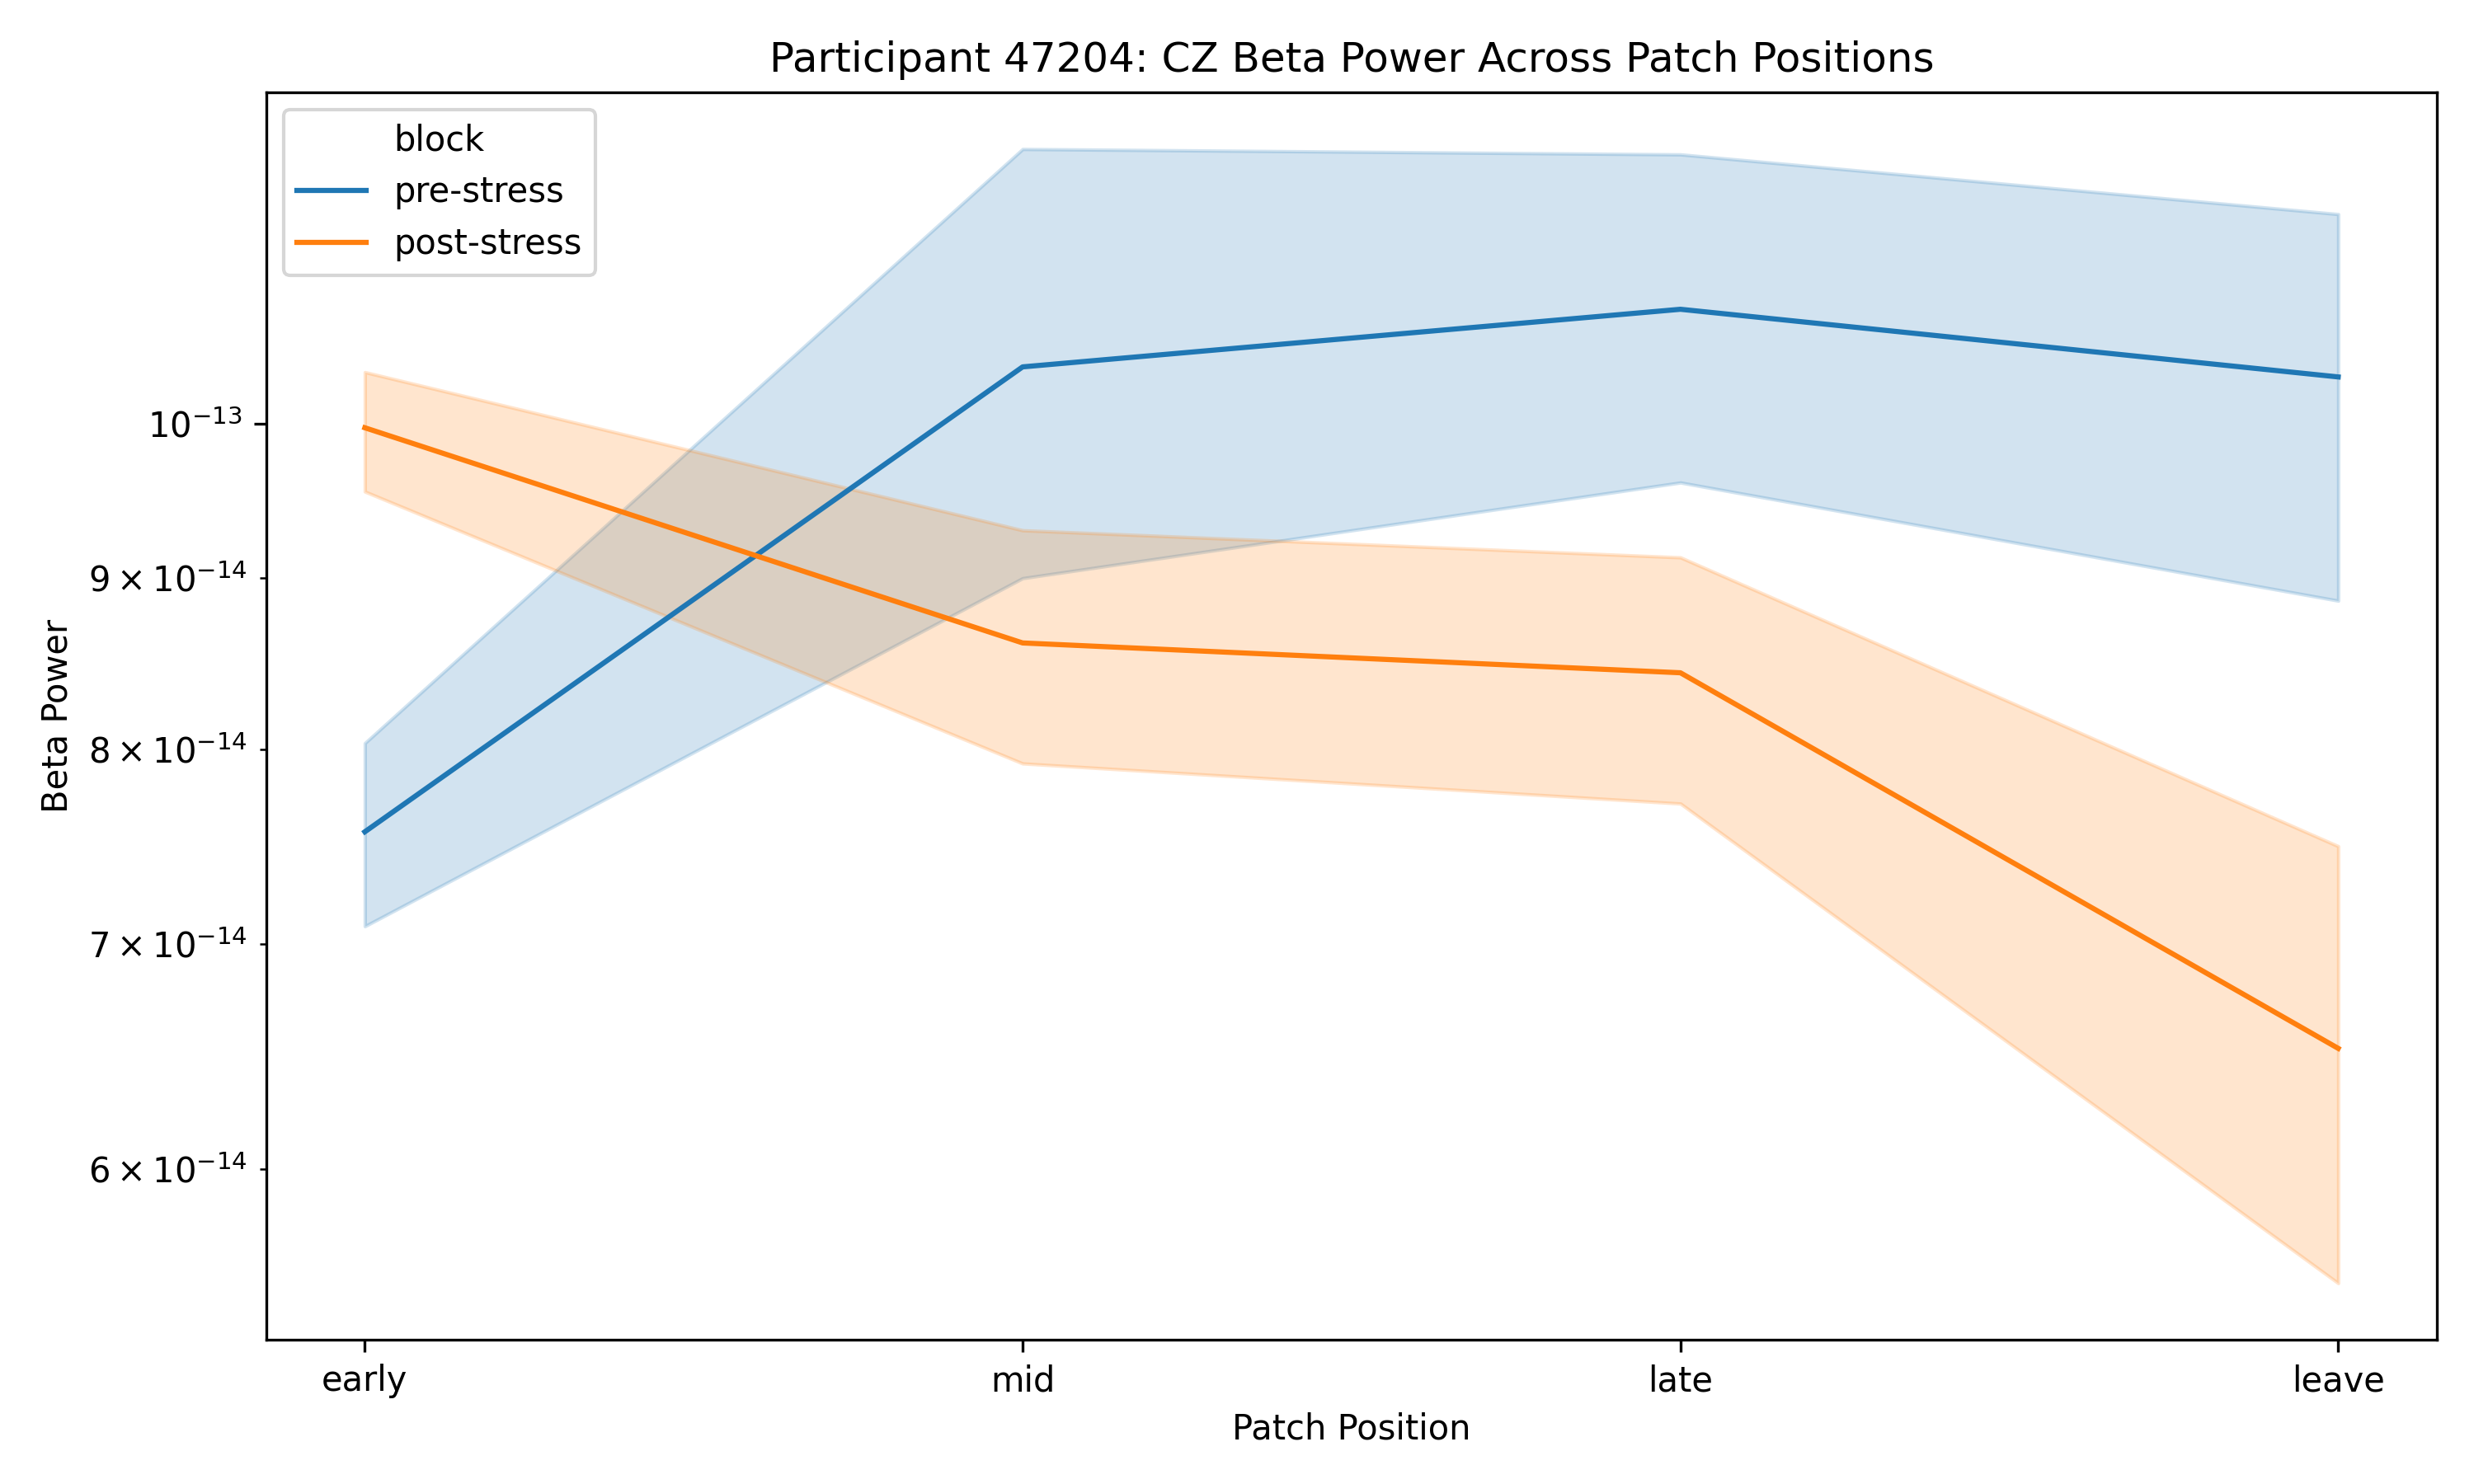 Participant 47204: CZ Beta Power Across Patch Positions
block
pre-stress
post-stress
Beta Power
10⁻¹³
9 × 10⁻¹⁴
8 × 10⁻¹⁴
7 × 10⁻¹⁴
6 × 10⁻¹⁴
early mid late leave
Patch Position